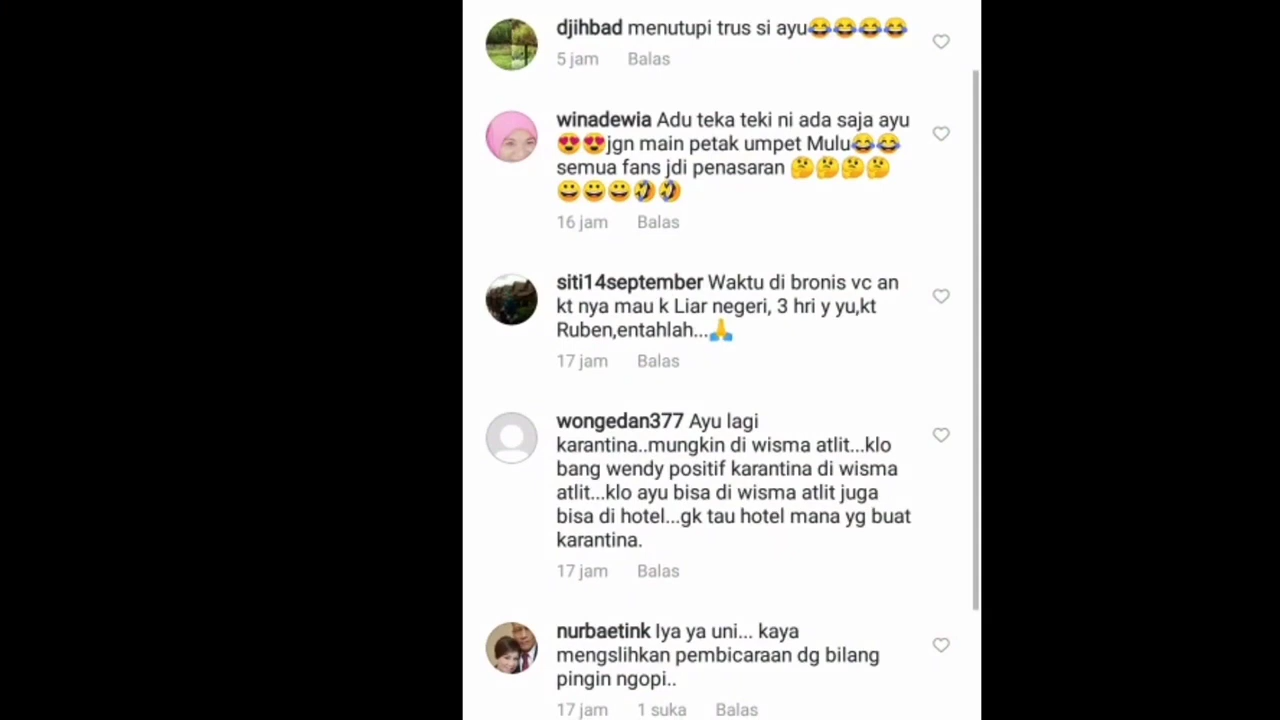 djihbad menutupi trus si ayu😂😂😂😂
5 jam Balas
winadewia Adu teka teki ni ada saja ayu
😍😍jgn main petak umpet Mulu😂😂
semua fans jdi penasaran 🤔🤔🤔🤔
😀😀😀🤣🤣
16 jam Balas
siti14september Waktu di bronis vc an
kt nya mau k Liar negeri, 3 hri y yu,kt
Ruben,entahlah...🙏
17 jam Balas
wongedan377 Ayu lagi
karantina..mungkin di wisma atlit...klo
bang wendy positif karantina di wisma
atlit...klo ayu bisa di wisma atlit juga
bisa di hotel...gk tau hotel mana yg buat
karantina.
17 jam Balas
nurbaetink Iya ya uni... kaya
mengslihkan pembicaraan dg bilang
pingin ngopi..
17 jam 1 suka Balas